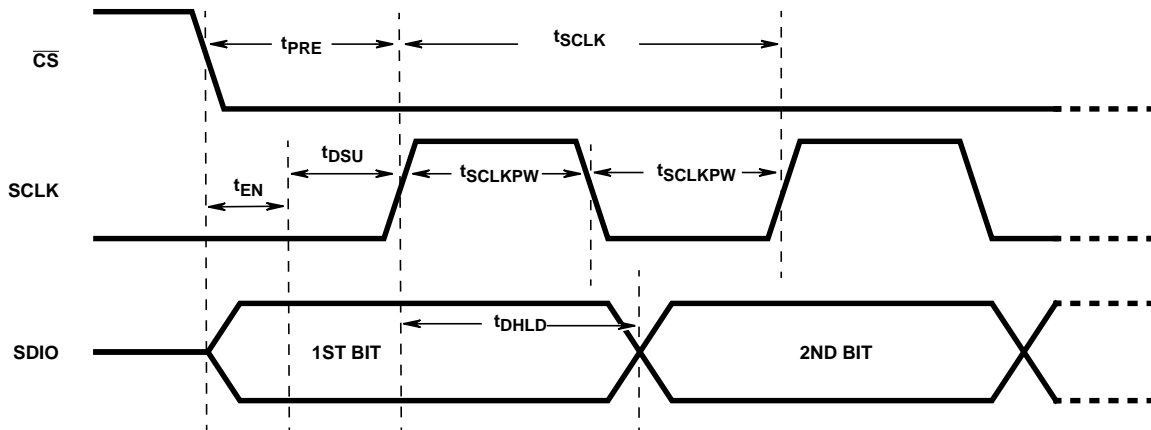 CS
tPRE
tSCLK
SCLK
tEN
tDSU
tSCLKPW
tSCLKPW
SDIO
1ST BIT
tDHLD
2ND BIT